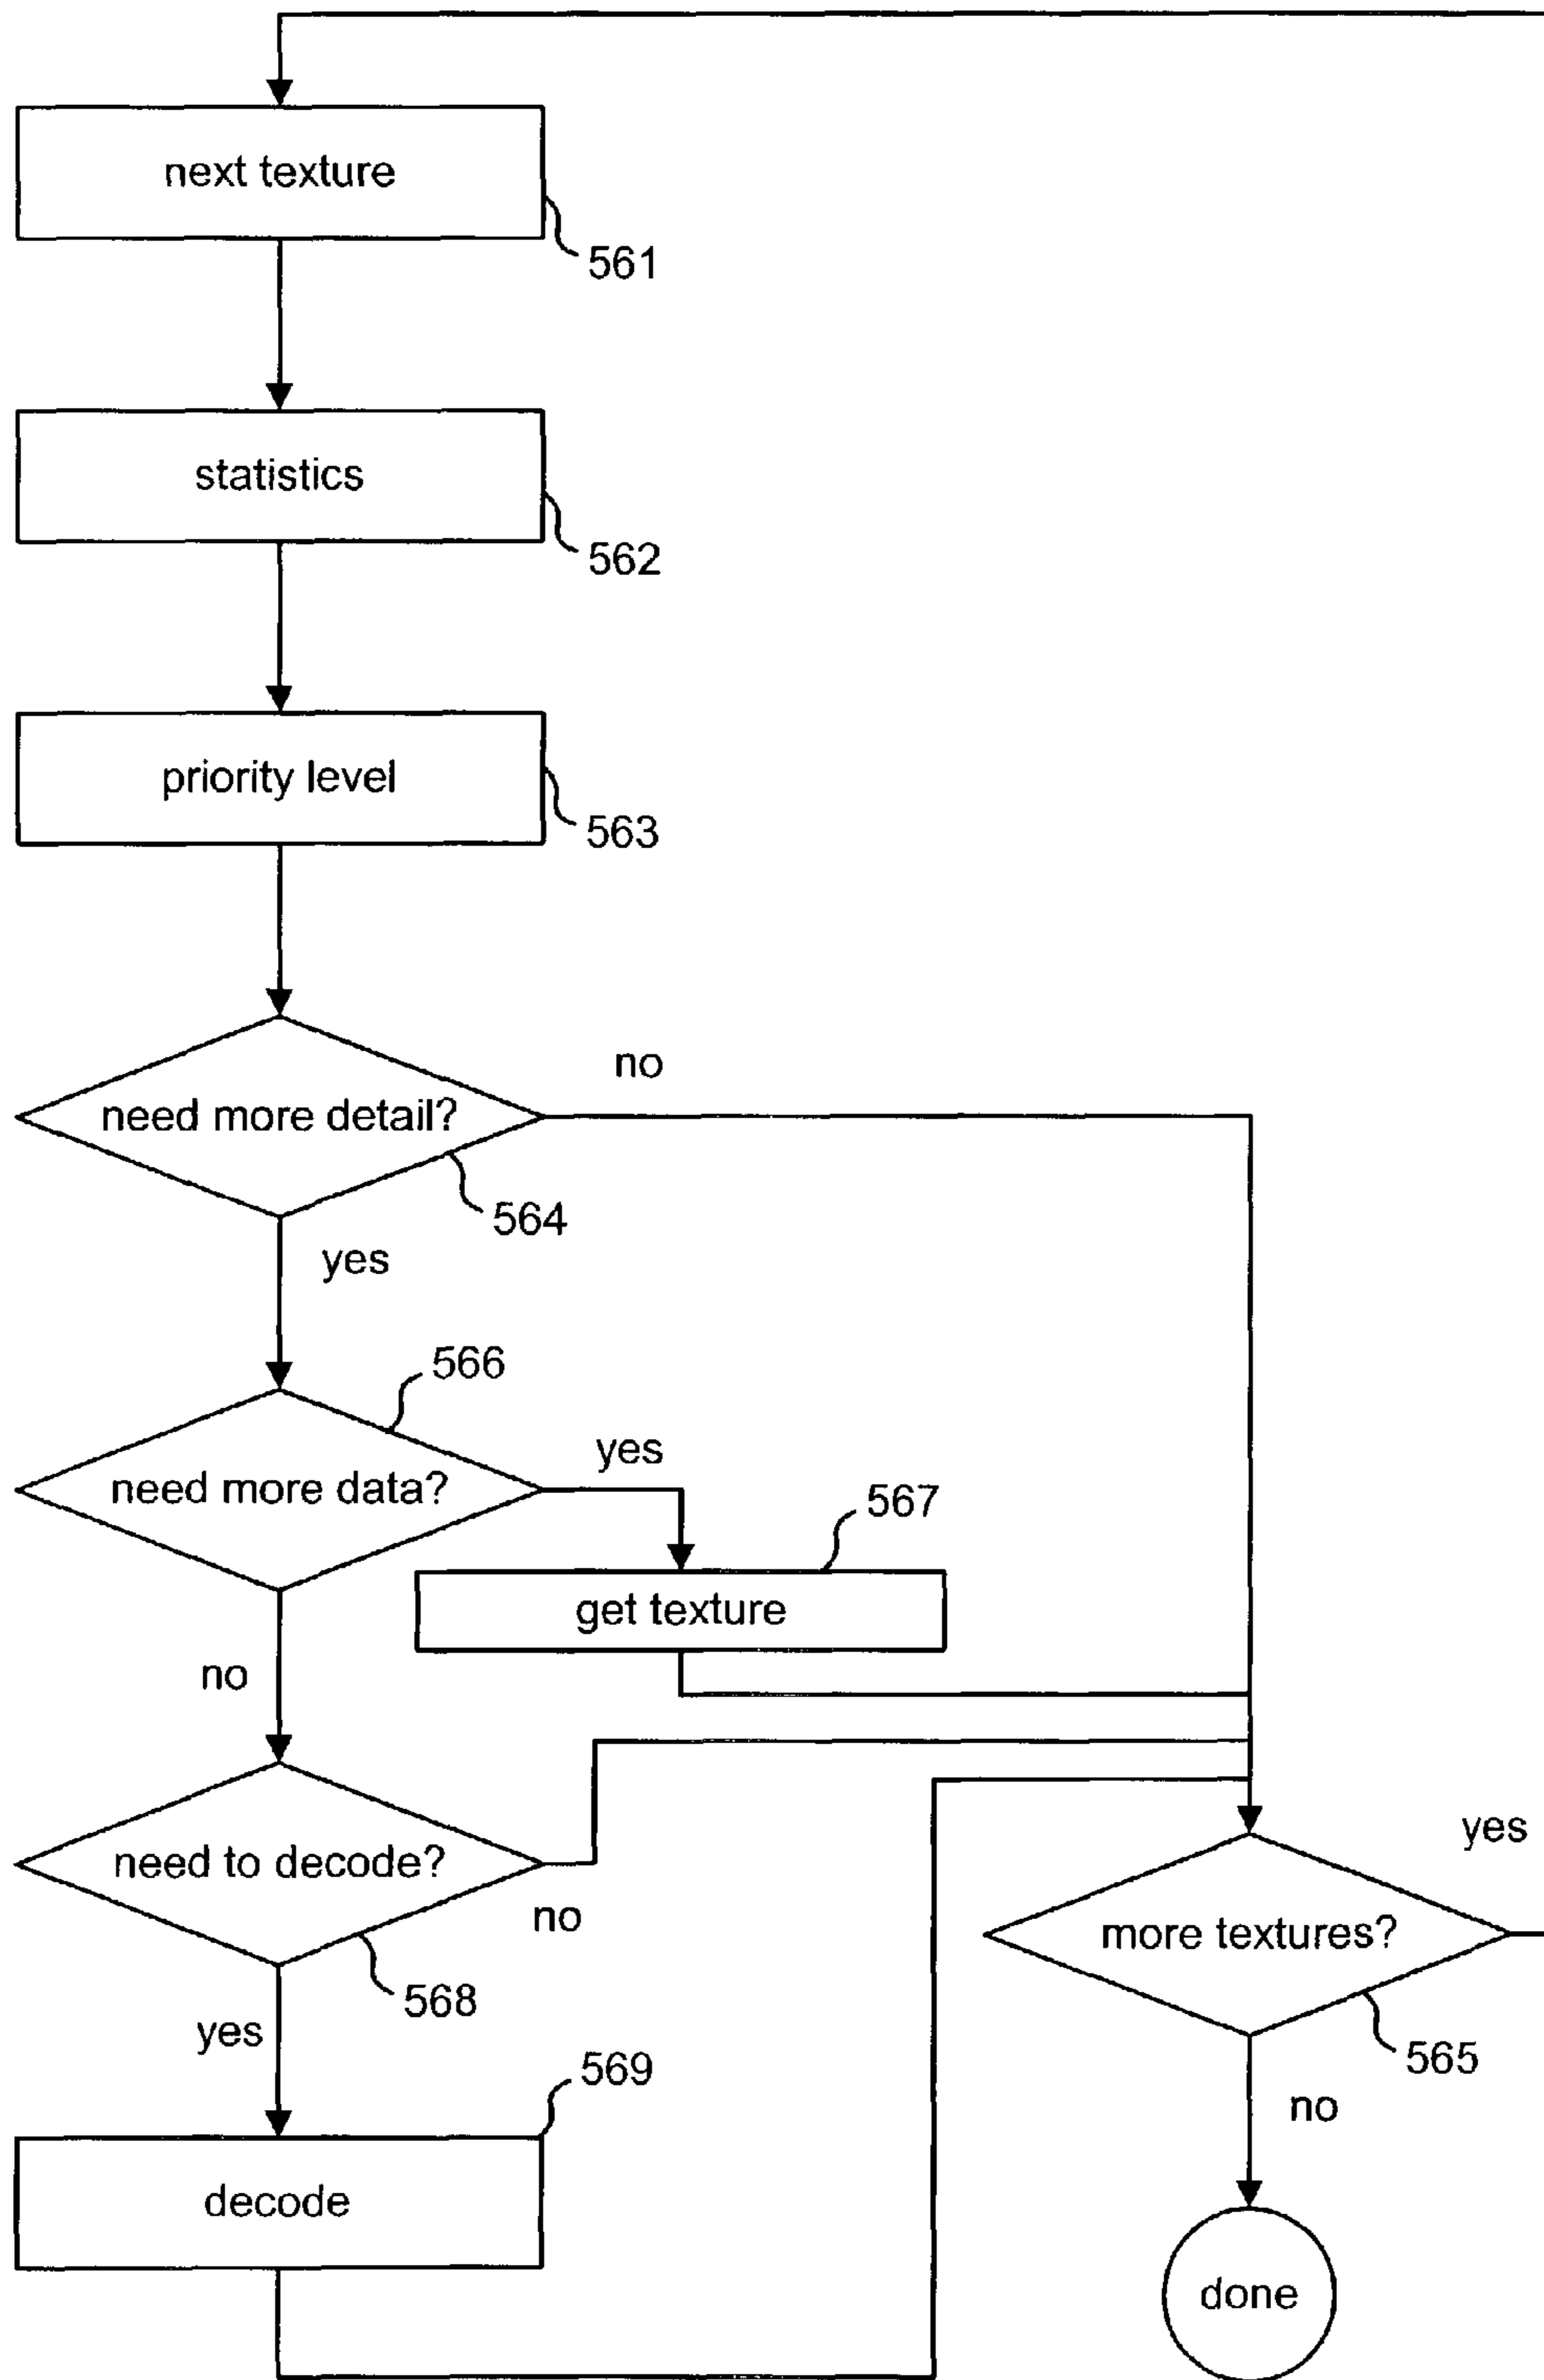 next texture
561
statistics
562
priority level
563
no
need more detail?
564
yes
566
yes
need more data?
567
get texture
no
yes
need to decode?
no
more textures?
568
yes
565
569
no
decode
done